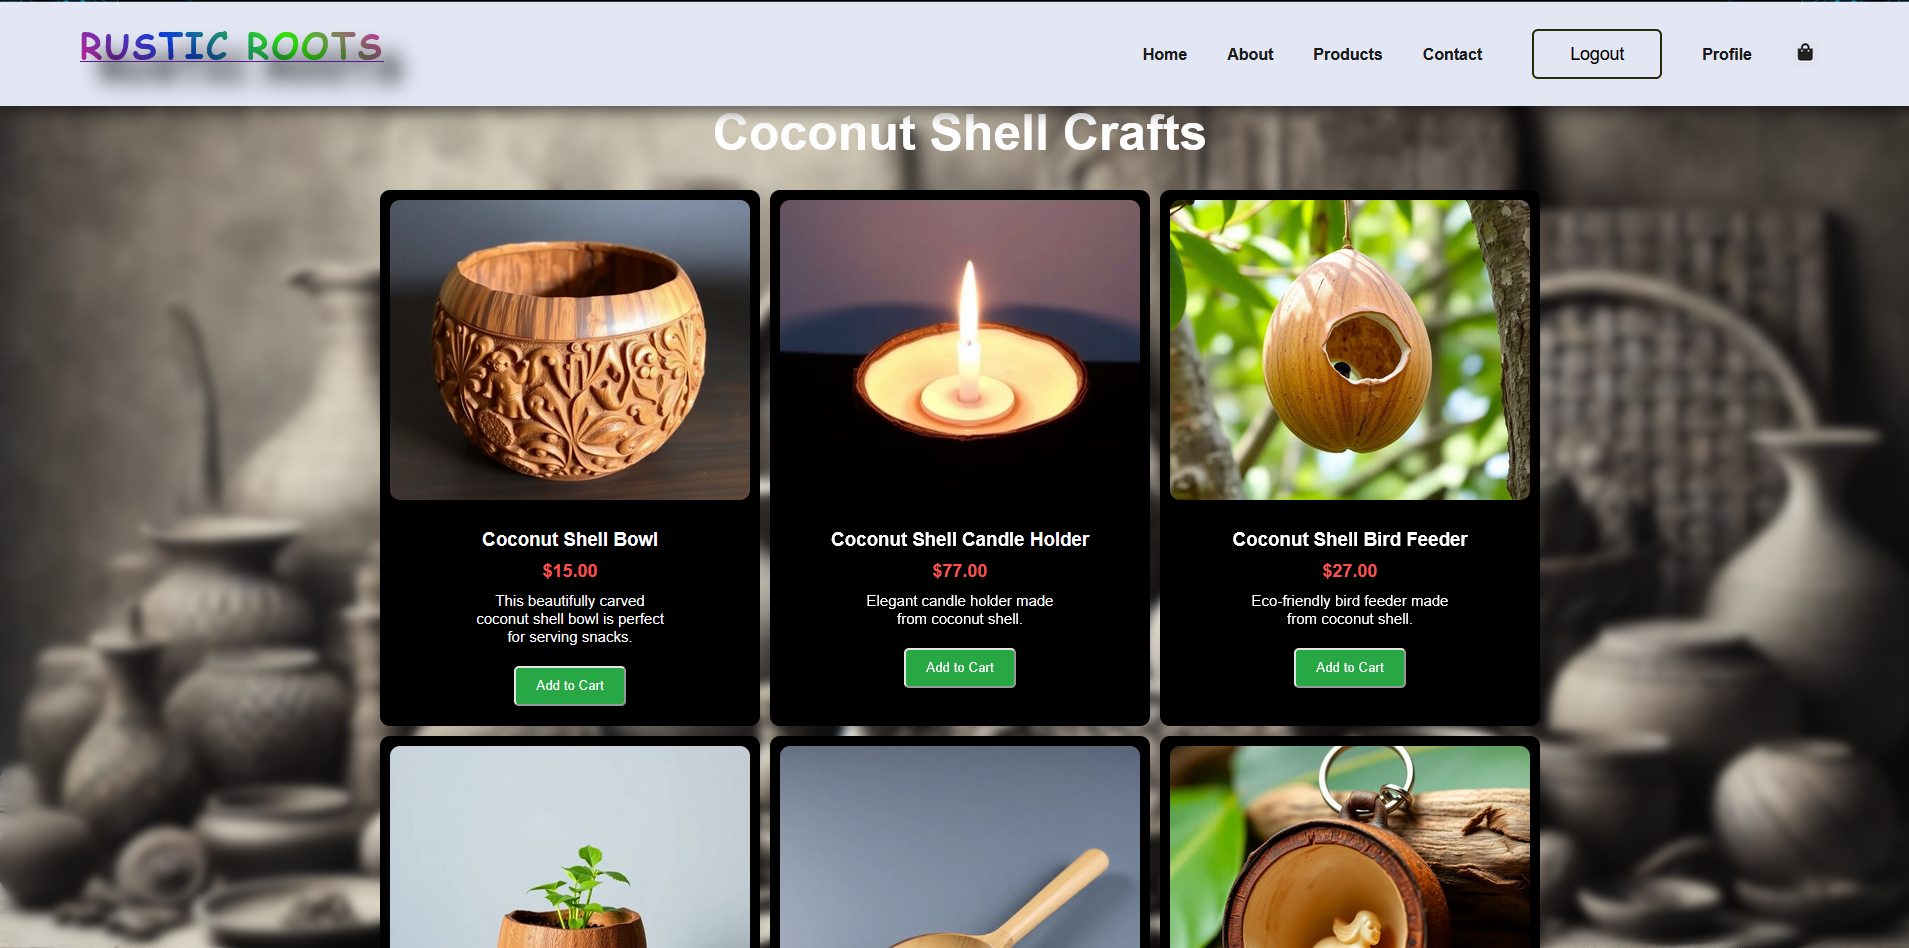 RUSTIC ROOTS
Home About Products Contact Logout Profile
Coconut Shell Crafts
Coconut Shell Bowl
$15.00
This beautifully carved
coconut shell bowl is perfect
for serving snacks.
Add to Cart
Coconut Shell Candle Holder
$77.00
Elegant candle holder made
from coconut shell.
Add to Cart
Coconut Shell Bird Feeder
$27.00
Eco-friendly bird feeder made
from coconut shell.
Add to Cart